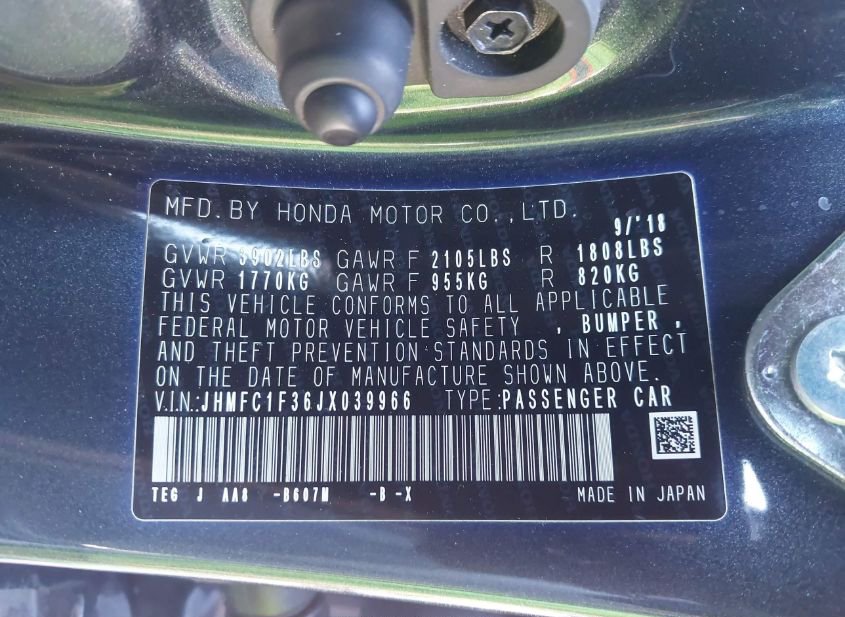 MFD. BY HONDA MOTOR CO., LTD. 9/'18
GVWR 3902LBS GAWR F 2105LBS R 1808LBS
GVWR 1770KG GAWR F 955KG R 820KG
THIS VEHICLE CONFORMS TO ALL APPLICABLE
FEDERAL MOTOR VEHICLE SAFETY , BUMPER ,
AND THEFT PREVENTION STANDARDS IN EFFECT
ON THE DATE OF MANUFACTURE SHOWN ABOVE.
V.I.N.: JHMFC1F36JX039966 TYPE: PASSENGER CAR
TEG J AA8 -B607M -B -X MADE IN JAPAN